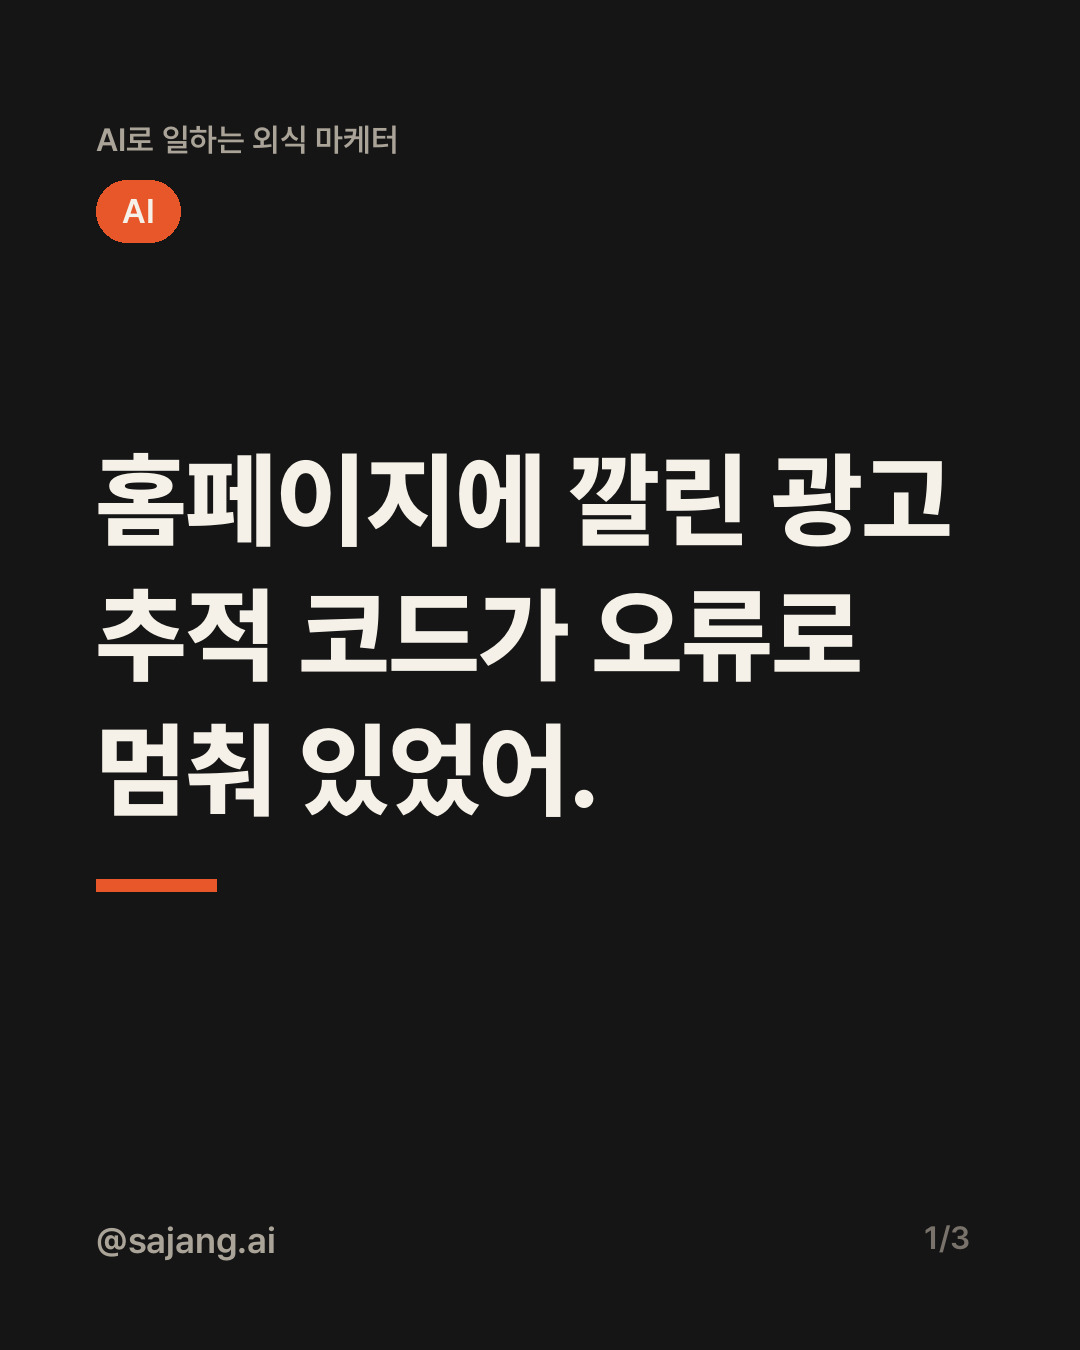 AI로 일하는 외식 마케터
AI
홈페이지에 깔린 광고
추적 코드가 오류로
멈춰 있었어.
@sajang.ai
1/3